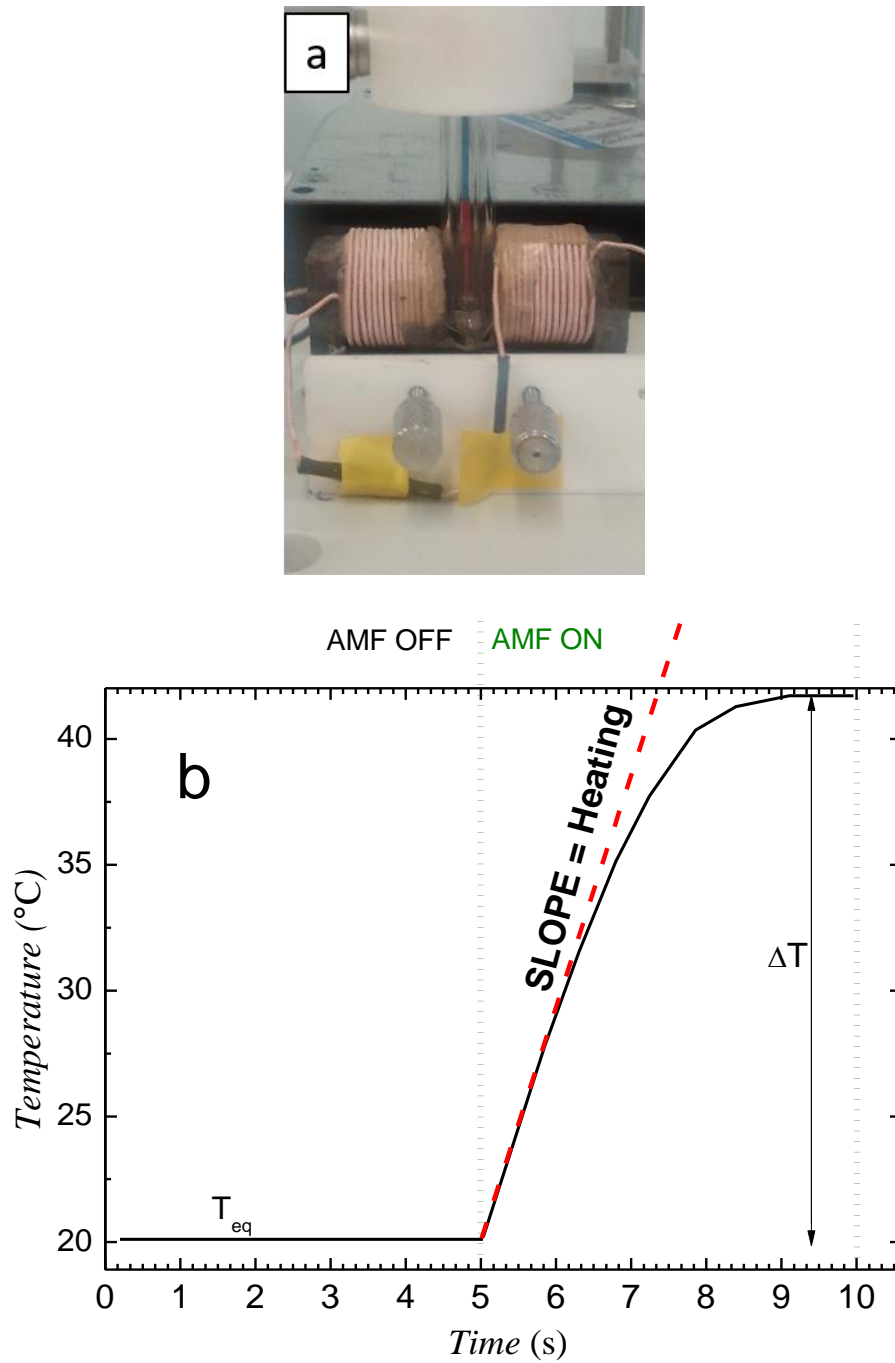 a
AMF OFF AMF ON
b
SLOPE = Heating
ΔT
T_eq
40
35
30
25
20
Temperature (°C)
0 1 2 3 4 5 6 7 8 9 10
Time (s)